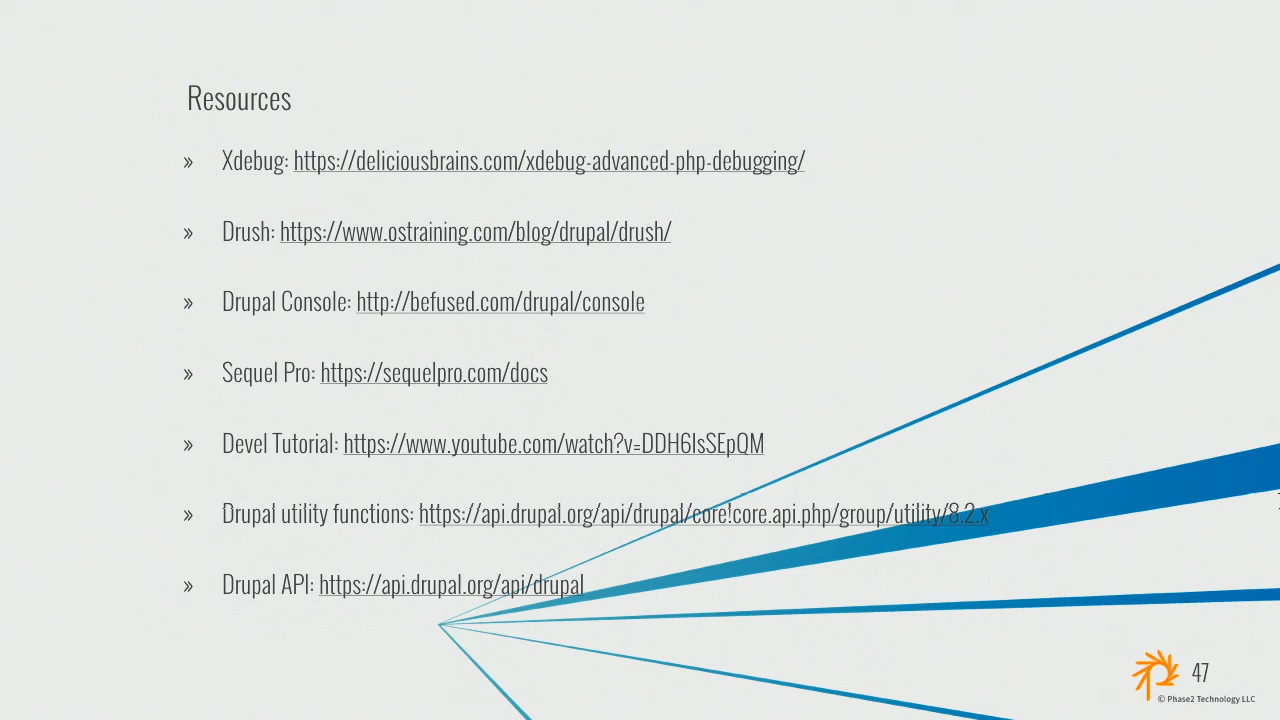 Resources
» Xdebug: https://deliciousbrains.com/xdebug-advanced-php-debugging/
» Drush: https://www.ostraining.com/blog/drupal/drush/
» Drupal Console: http://befused.com/drupal/console
» Sequel Pro: https://sequelpro.com/docs
» Devel Tutorial: https://www.youtube.com/watch?v=DDH6IsSEpQM
» Drupal utility functions: https://api.drupal.org/api/drupal/core!core.api.php/group/utility/8.2.x
» Drupal API: https://api.drupal.org/api/drupal
47
© Phase2 Technology LLC